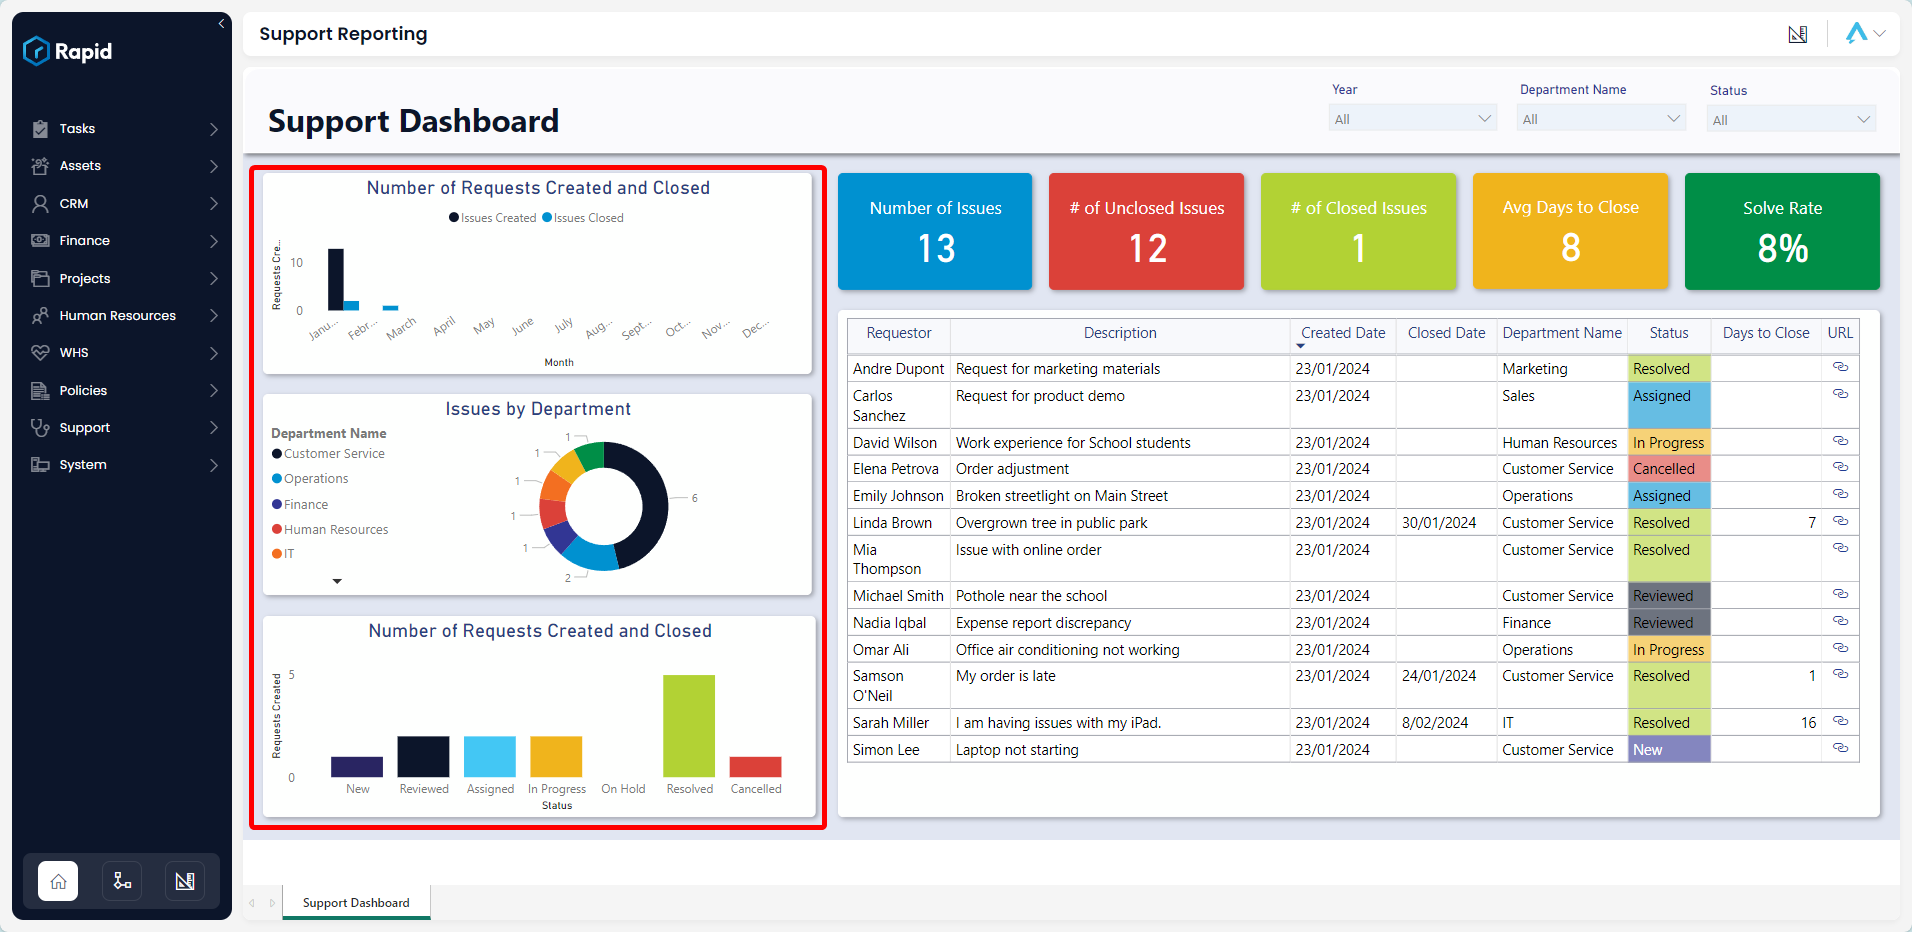 Rapid
Tasks
Assets
CRM
Finance
Projects
Human Resources
WHS
Policies
Support
System
Support Reporting
Support Dashboard
Year
All
Department Name
All
Status
All
Number of Requests Created and Closed
Issues Created Issues Closed
Requests Cre...
10
0
Janu... Febr... March April May June July Aug... Sept... Oct... Nov... Dec...
Month
Issues by Department
Department Name
Customer Service
Operations
Finance
Human Resources
IT
1
1
1
1
1
2
6
Number of Requests Created and Closed
Requests Created
5
0
New Reviewed Assigned In Progress On Hold Resolved Cancelled
Status
Number of Issues
13
# of Unclosed Issues
12
# of Closed Issues
1
Avg Days to Close
8
Solve Rate
8%
Requestor Description Created Date Closed Date Department Name Status Days to Close URL
Andre Dupont Request for marketing materials 23/01/2024 Marketing Resolved
Carlos Sanchez Request for product demo 23/01/2024 Sales Assigned
David Wilson Work experience for School students 23/01/2024 Human Resources In Progress
Elena Petrova Order adjustment 23/01/2024 Customer Service Cancelled
Emily Johnson Broken streetlight on Main Street 23/01/2024 Operations Assigned
Linda Brown Overgrown tree in public park 23/01/2024 30/01/2024 Customer Service Resolved 7
Mia Thompson Issue with online order 23/01/2024 Customer Service Resolved
Michael Smith Pothole near the school 23/01/2024 Customer Service Reviewed
Nadia Iqbal Expense report discrepancy 23/01/2024 Finance Reviewed
Omar Ali Office air conditioning not working 23/01/2024 Operations In Progress
Samson O'Neil My order is late 23/01/2024 24/01/2024 Customer Service Resolved 1
Sarah Miller I am having issues with my iPad. 23/01/2024 8/02/2024 IT Resolved 16
Simon Lee Laptop not starting 23/01/2024 Customer Service New
Support Dashboard